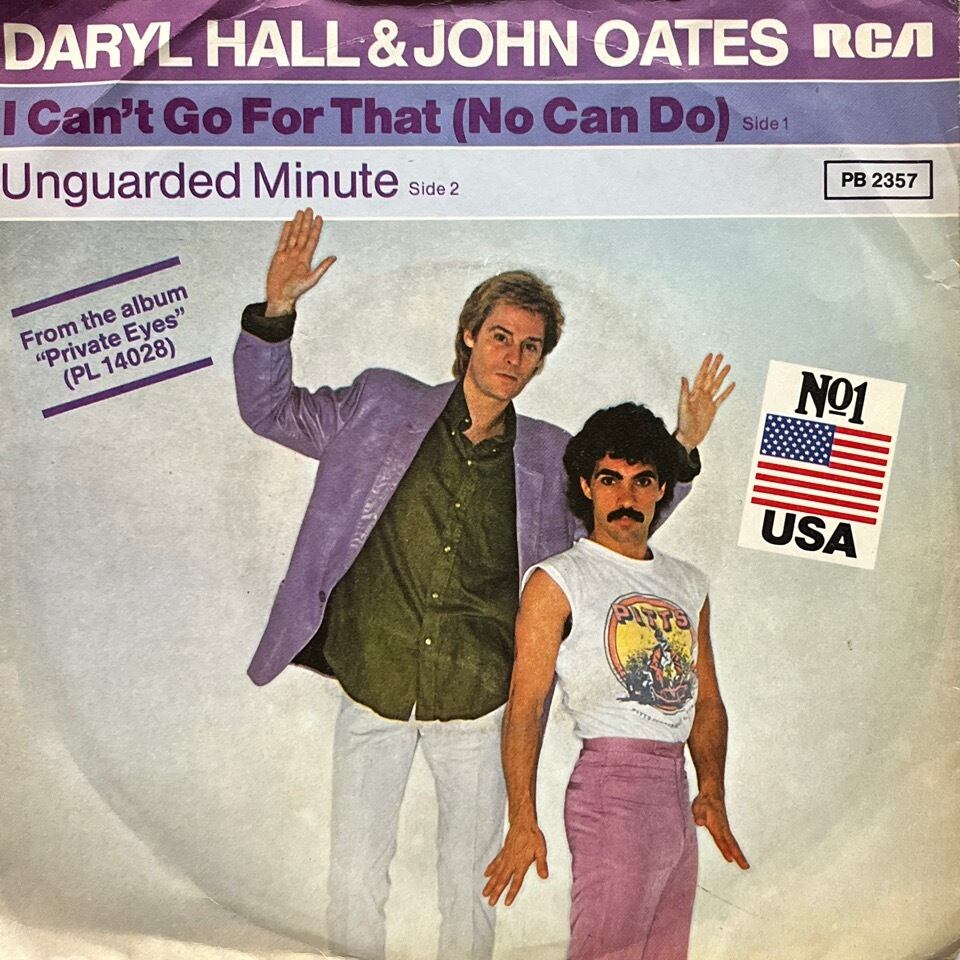 DARYL HALL & JOHN OATES RCA
I Can't Go For That (No Can Do) Side 1
Unguarded Minute Side 2
PB 2357
From the album
"Private Eyes"
(PL 14028)
No1
USA
PITTS